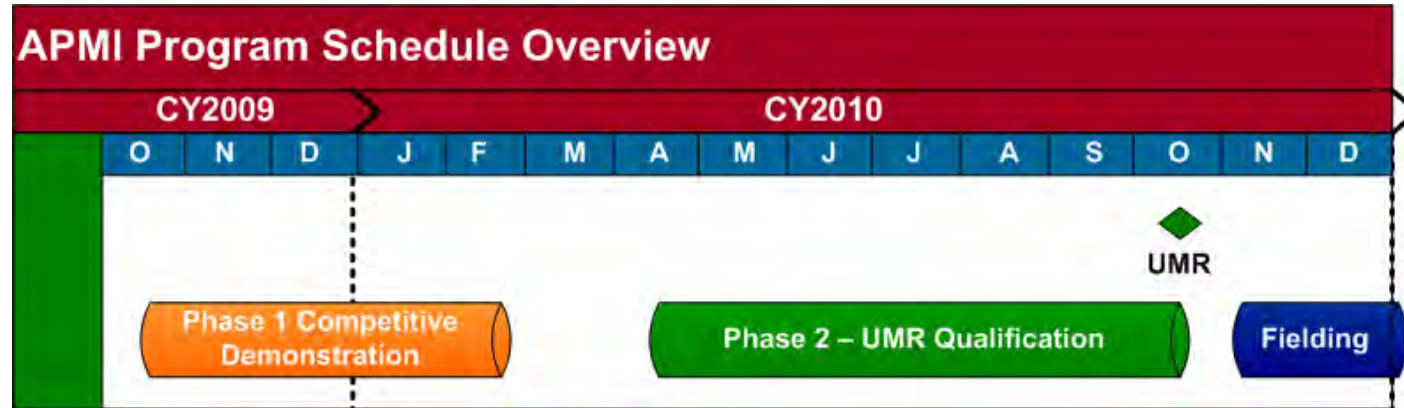 APMI Program Schedule Overview
CY2009 CY2010
O N D J F M A M J J A S O N D
UMR
Phase 1 Competitive
Demonstration
Phase 2 – UMR Qualification
Fielding